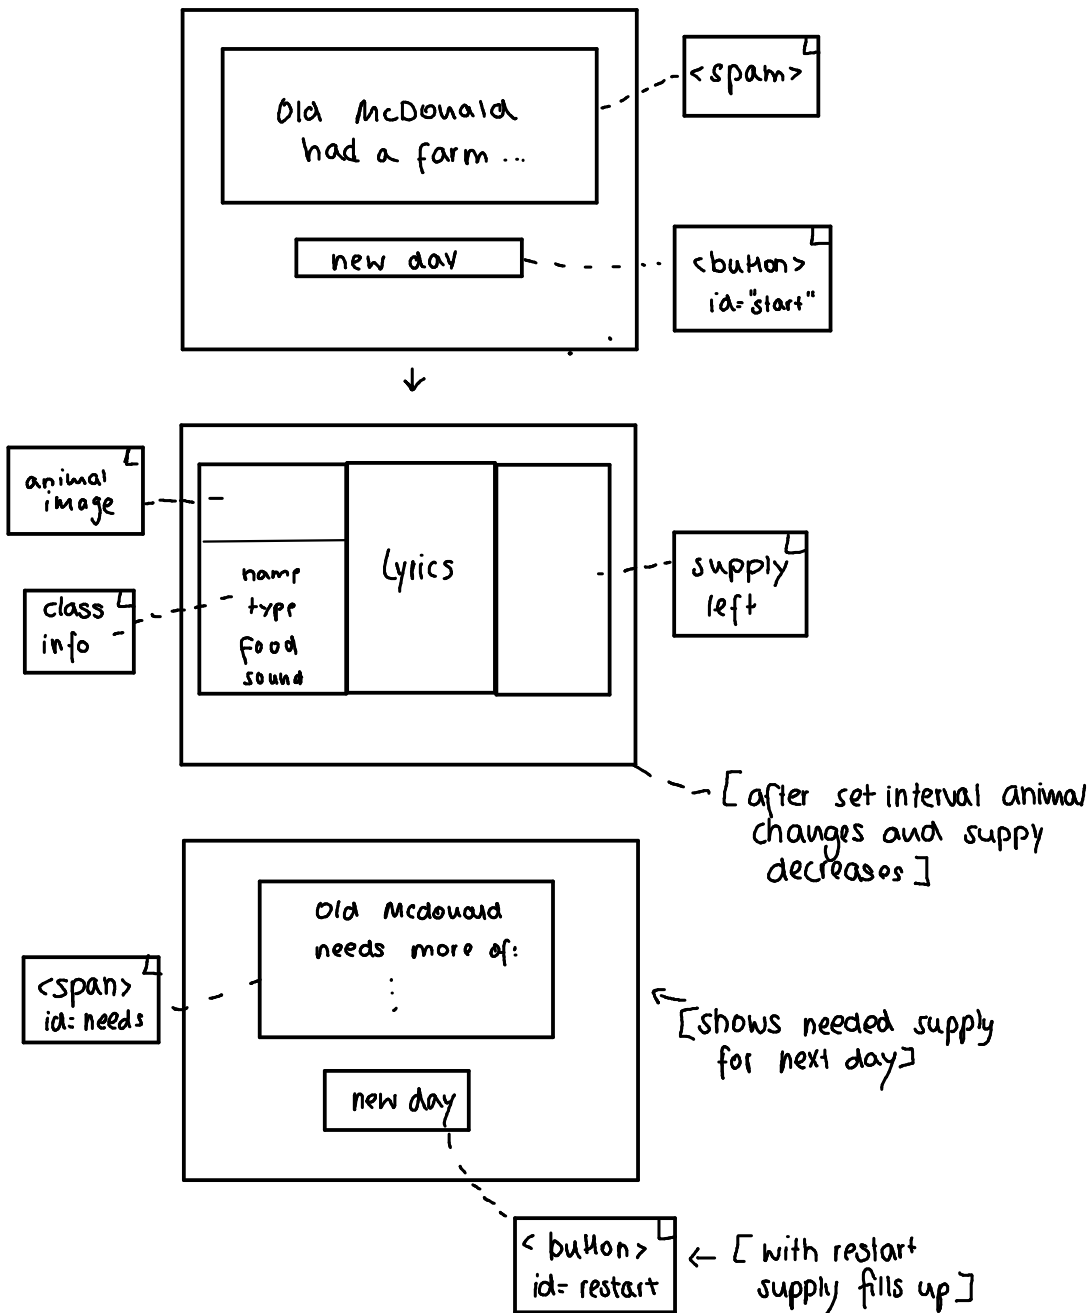 Old McDonald
had a farm ...
<spam>
new day
<button>
id="start"
animal
image
class
info
name
type
food
sound
Lyrics
supply
left
[after set interval animal
changes and suppy
decreases]
Old Mcdonald
needs more of:
<span>
id=needs
[shows needed supply
for next day]
new day
<button>
id= restart
[with restart
supply fills up]